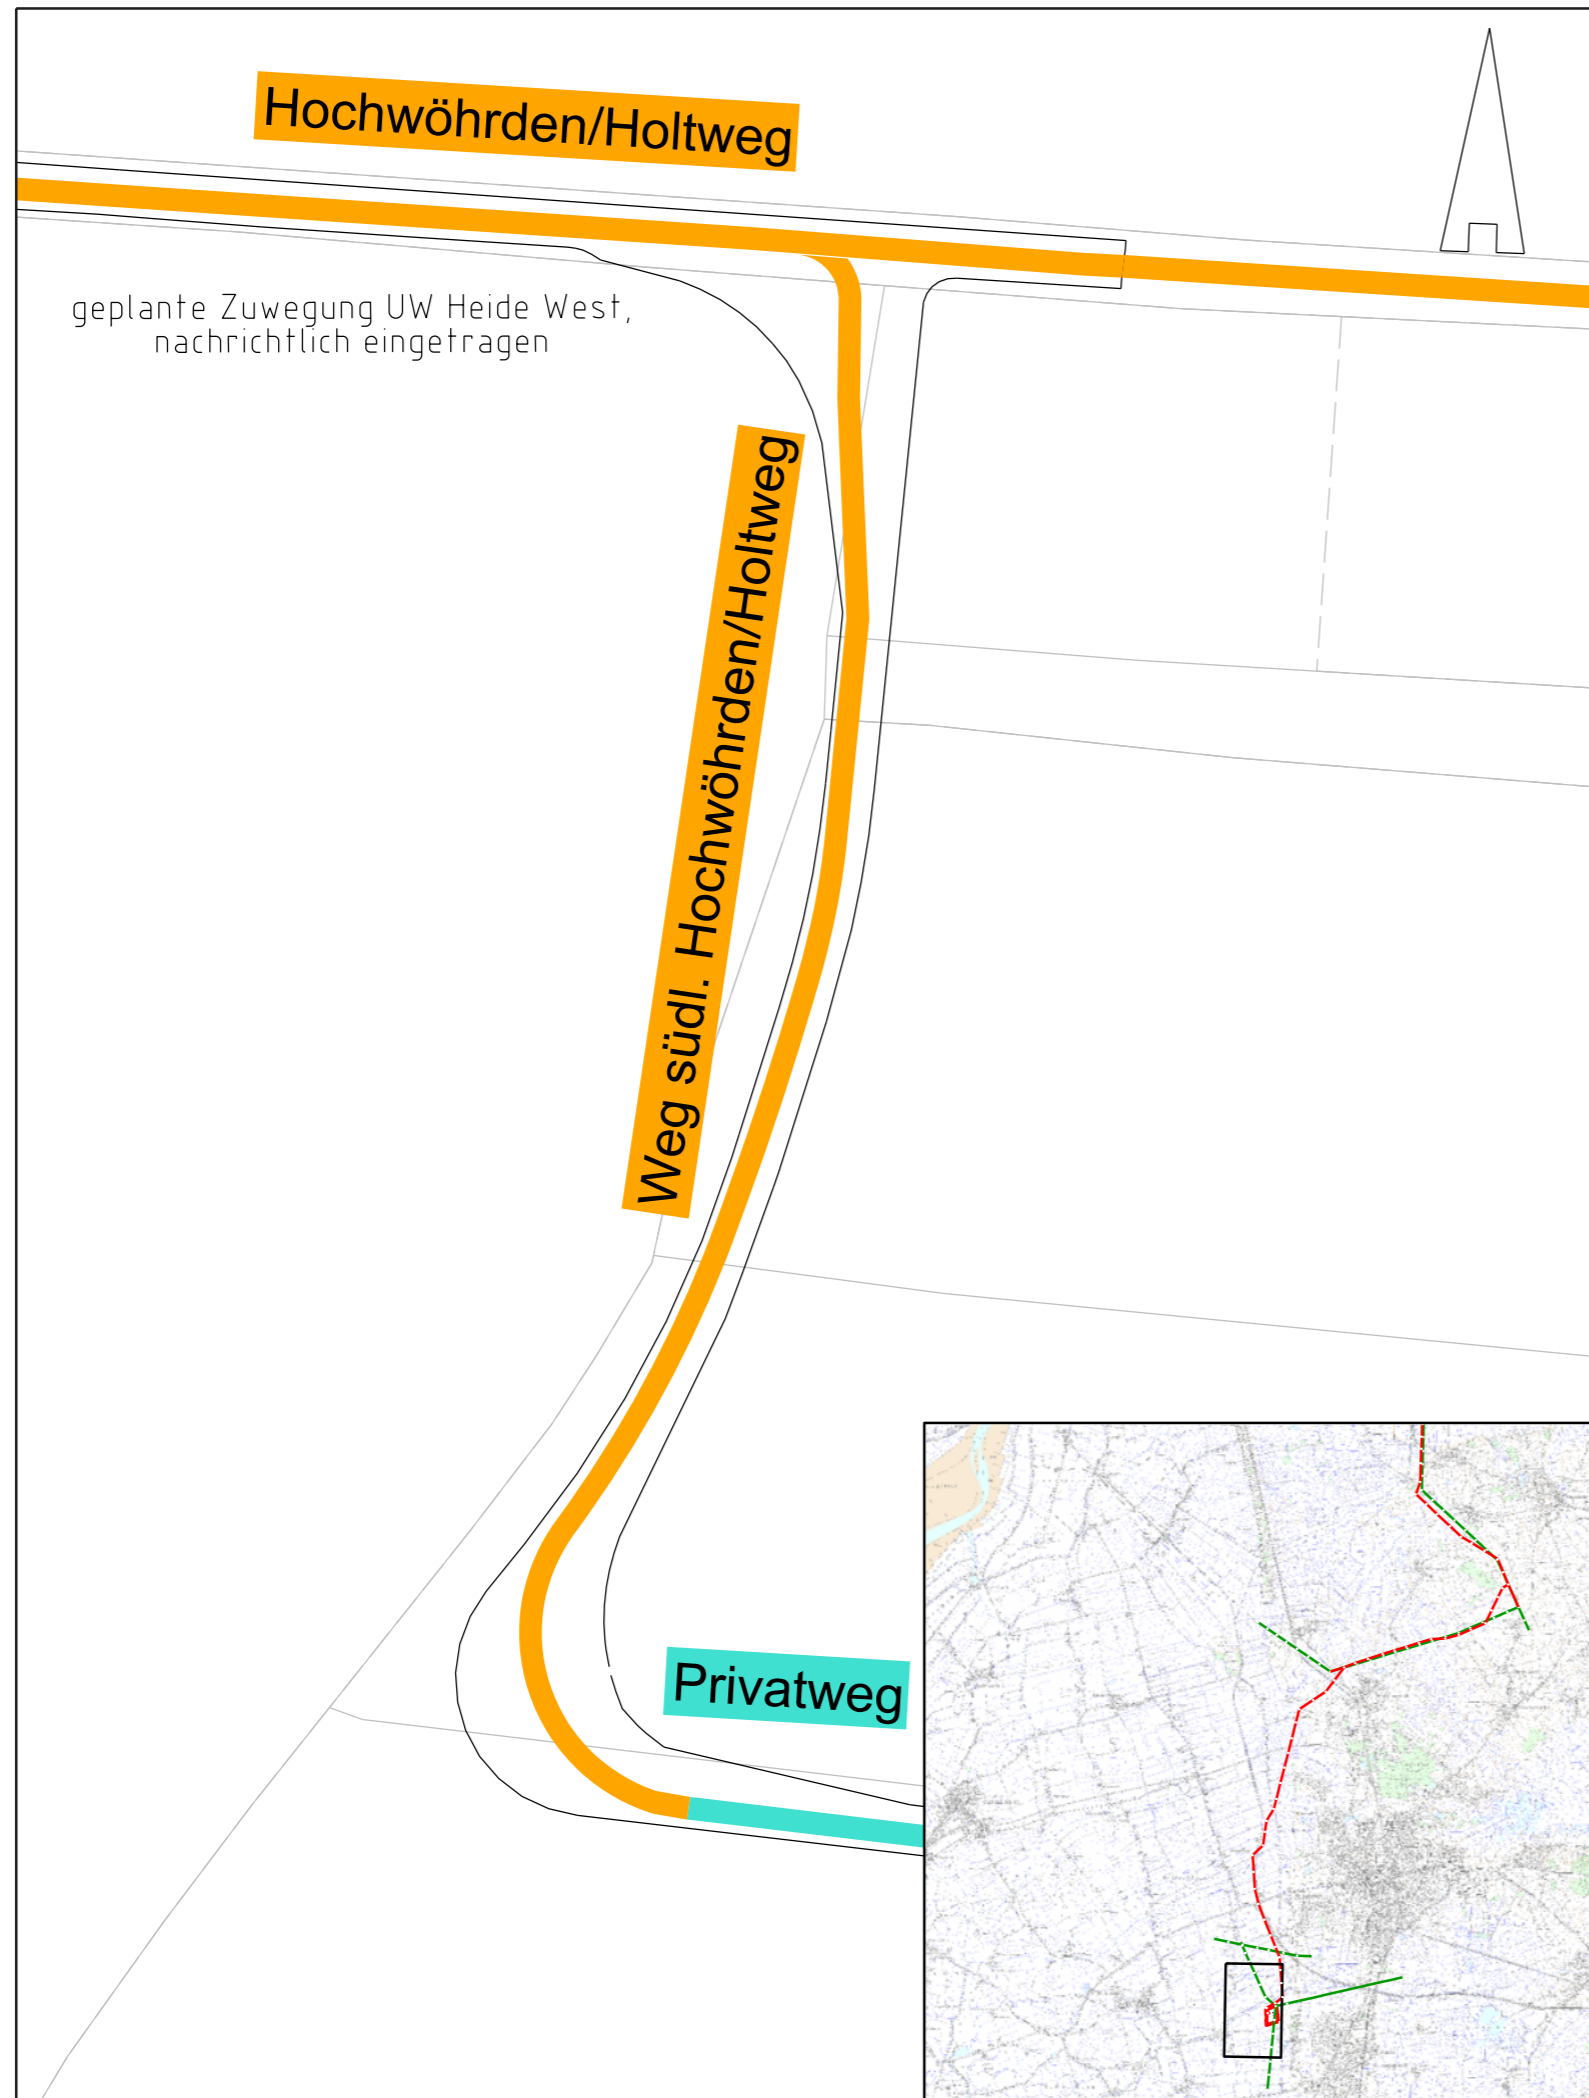 Hochwöhrden/Holtweg
geplante Zuwegung UW Heide West,
nachrichtlich eingetragen
Weg südl. Hochwöhrden/Holtweg
Privatweg